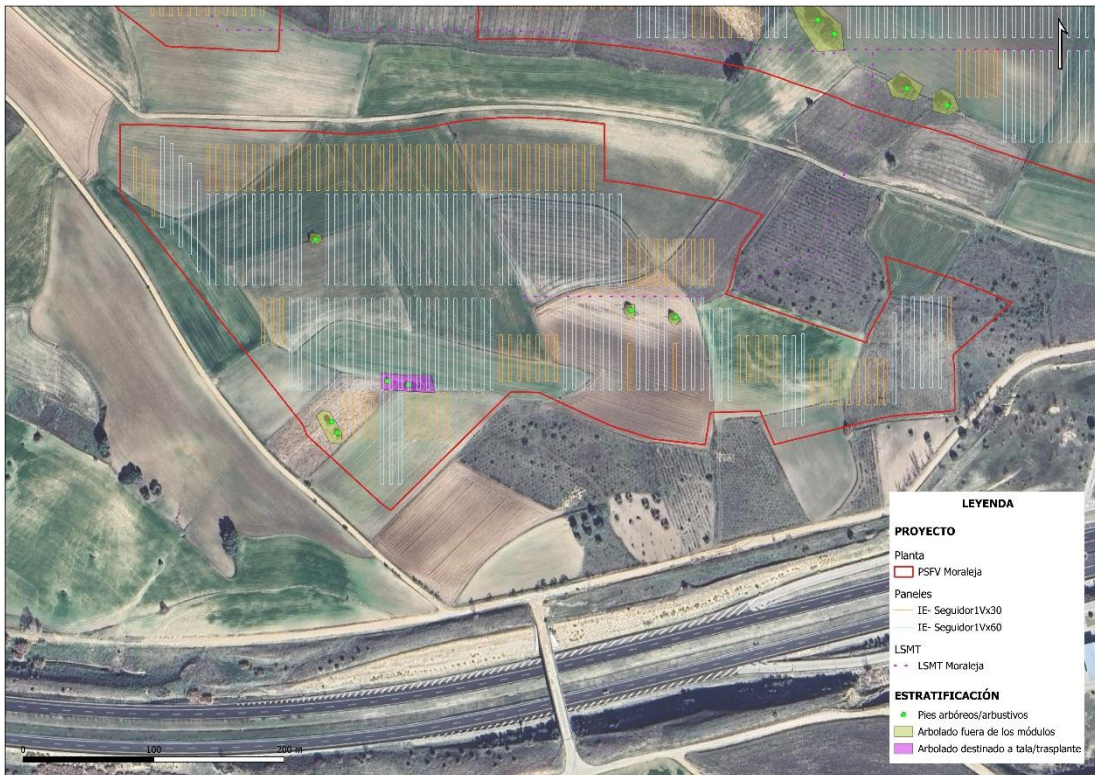 LEYENDA
PROYECTO
Planta
PSFV Moraleja
Paneles
IE- Seguidor1Vx30
IE- Seguidor1Vx60
LSMT
LSMT Moraleja
ESTRATIFICACIÓN
Pies arbóreos/arbustivos
Arbolado fuera de los módulos
Arbolado destinado a tala/trasplante
0 100 200 m